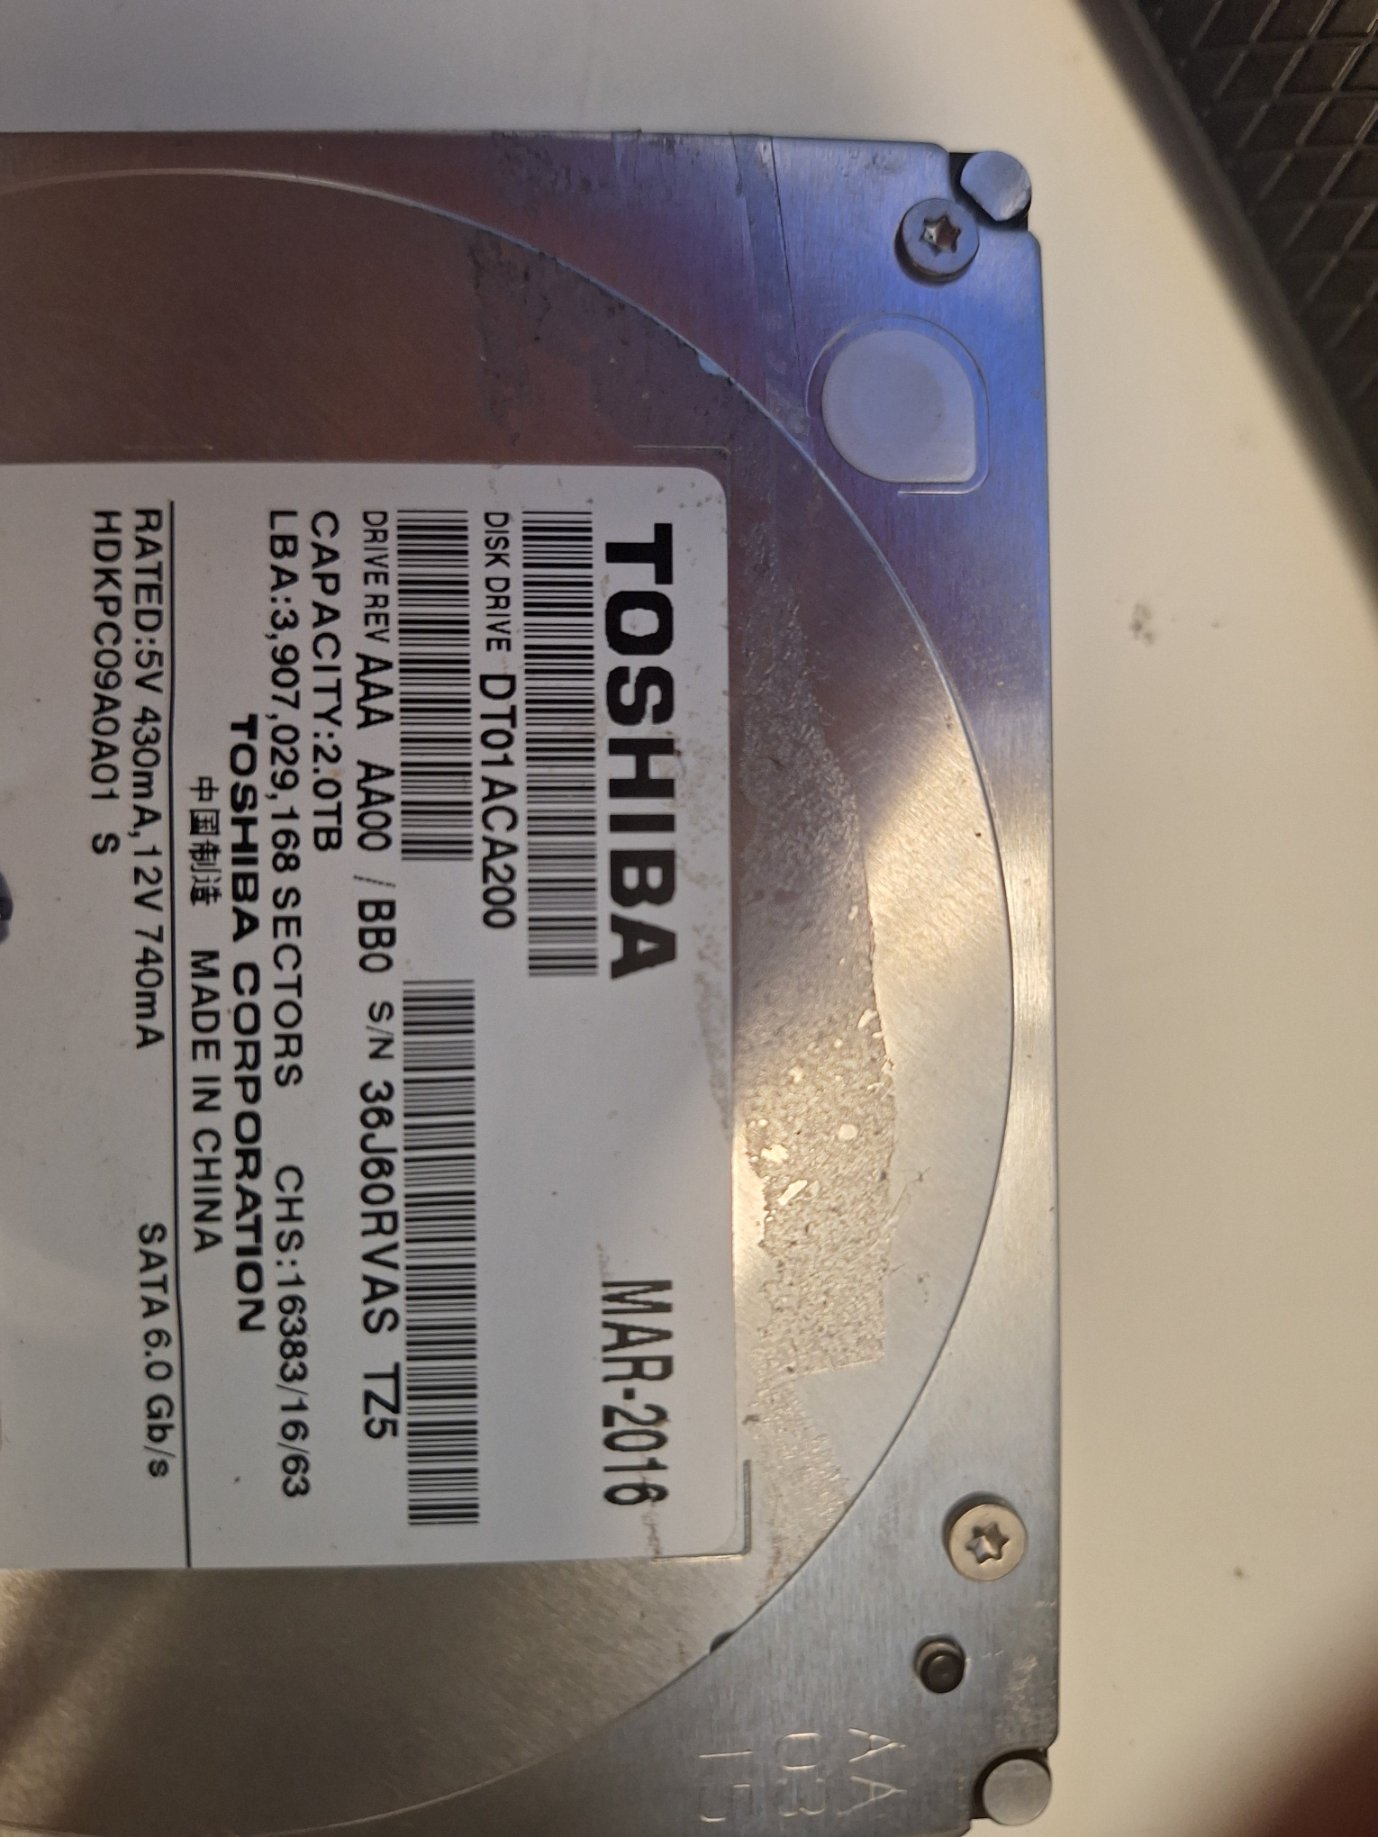 TOSHIBA MAR-2016
DISK DRIVE DT01ACA200
DRIVE REV AAA AA00 / BB0 S/N 36J60RVAS TZ5
CAPACITY:2.0TB
LBA:3,907,029,168 SECTORS CHS:16383/16/63
TOSHIBA CORPORATION
中国制造 MADE IN CHINA
RATED:5V 430mA, 12V 740mA SATA 6.0 Gb/s
HDKPC09A0A01 S
AA
03